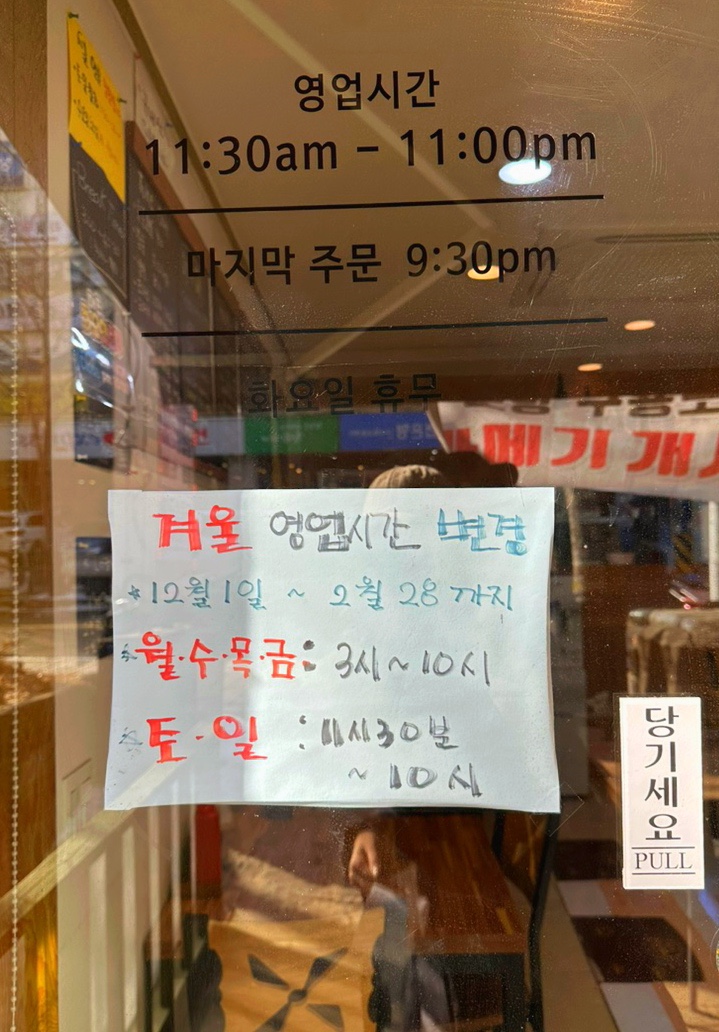 영업시간
11:30am - 11:00pm
마지막 주문 9:30pm
화요일 휴무
메기 개
겨울 영업시간 변경
* 12월 1일 ~ 2월 28 까지
* 월·수·목·금 : 3시 ~ 10시
* 토·일 : 11시 30분
~ 10시
당기세요
PULL